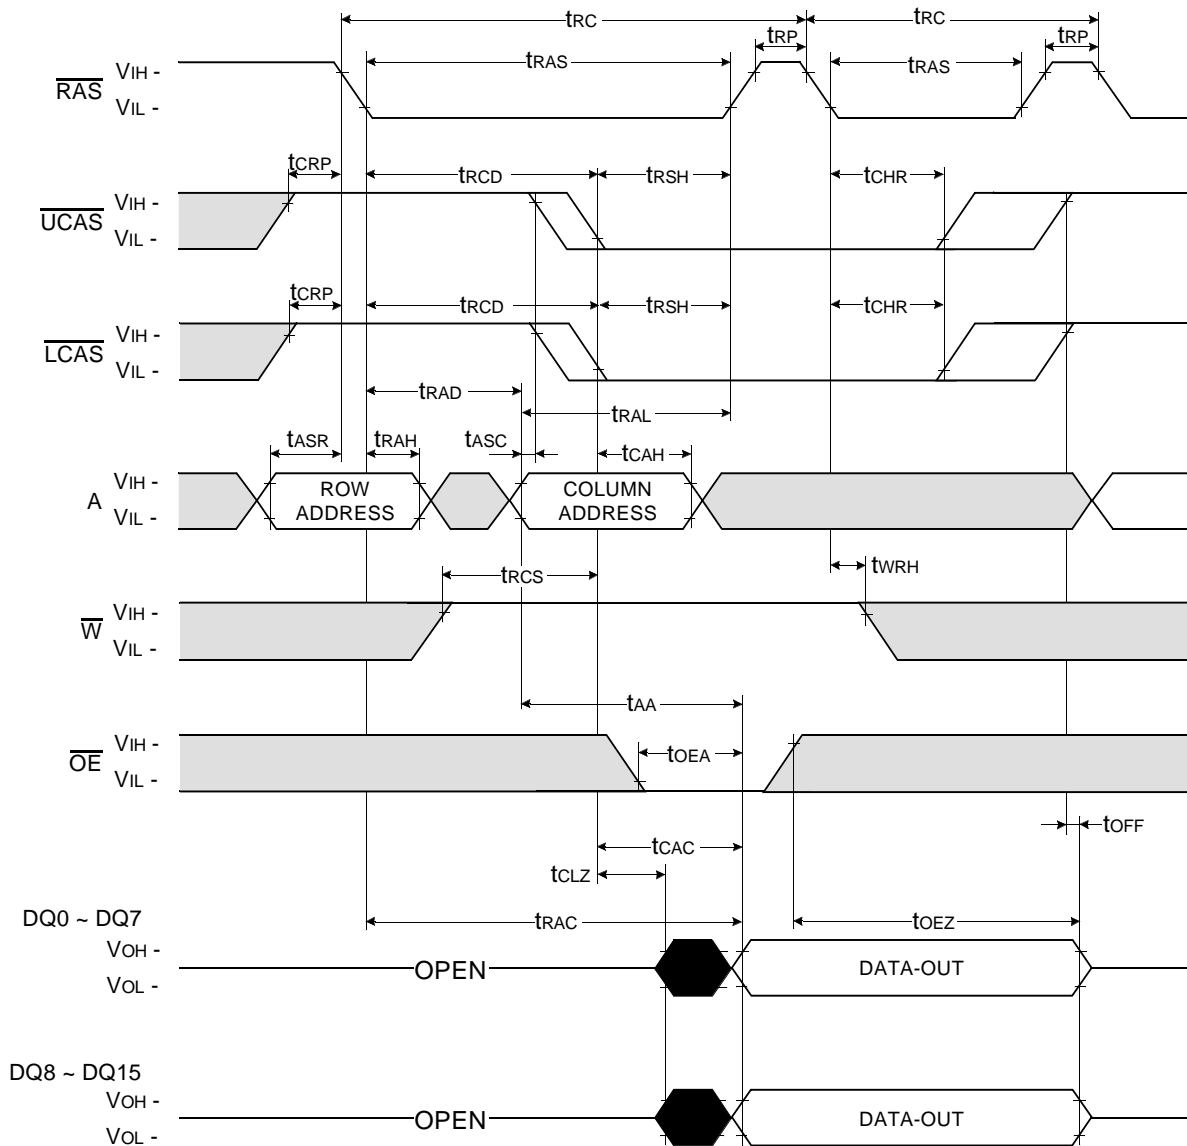 tRC tRC
tRP tRP
tRAS tRAS
RAS
VIH -
VIL -
tCRP tRCD tRSH tCHR
UCAS
VIH -
VIL -
tCRP tRCD tRSH tCHR
LCAS
VIH -
VIL -
tRAD
tRAL
tASR tRAH tASC tCAH
A
VIH -
VIL -
ROW
ADDRESS
COLUMN
ADDRESS
tRCS tWRH
W
VIH -
VIL -
tAA
OE
VIH -
VIL -
tOEA
tOFF
tCAC
tCLZ
tRAC tOEZ
DQ0 ~ DQ7
VOH -
VOL -
OPEN DATA-OUT
DQ8 ~ DQ15
VOH -
VOL -
OPEN DATA-OUT